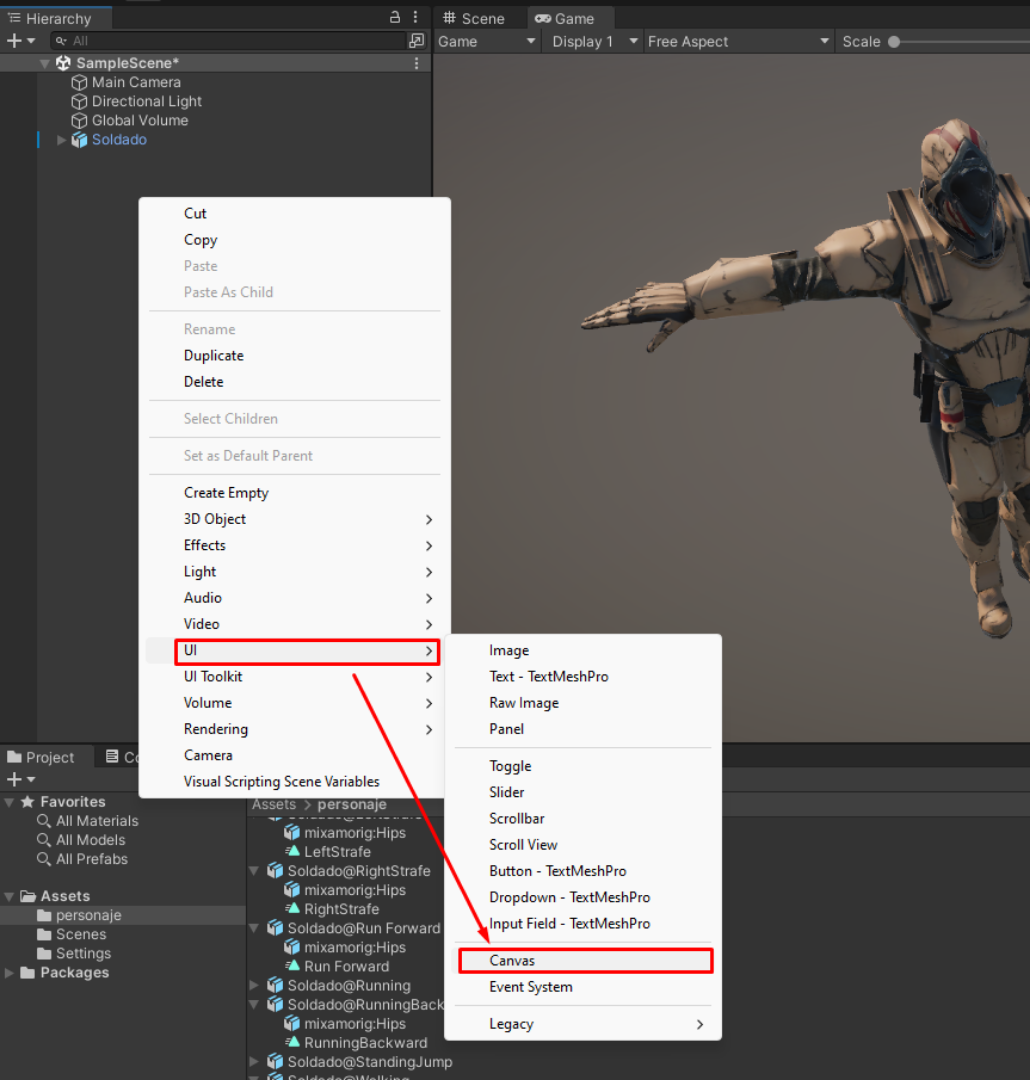 Hierarchy
Scene
Game
All
Game
Display 1
Free Aspect
Scale
SampleScene*
Main Camera
Directional Light
Global Volume
Soldado
Cut
Copy
Paste
Paste As Child
Rename
Duplicate
Delete
Select Children
Set as Default Parent
Create Empty
3D Object
Effects
Light
Audio
Video
UI
UI Toolkit
Volume
Rendering
Camera
Visual Scripting Scene Variables
Image
Text - TextMeshPro
Raw Image
Panel
Toggle
Slider
Scrollbar
Scroll View
Button - TextMeshPro
Dropdown - TextMeshPro
Input Field - TextMeshPro
Canvas
Event System
Legacy
Project
Favorites
All Materials
All Models
All Prefabs
Assets
personaje
Scenes
Settings
Packages
Assets > personaje
Soldado@LeftStrafe
mixamorig:Hips
LeftStrafe
Soldado@RightStrafe
mixamorig:Hips
RightStrafe
Soldado@Run Forward
mixamorig:Hips
Run Forward
Soldado@Running
Soldado@RunningBack
mixamorig:Hips
RunningBackward
Soldado@StandingJump
Soldado@Walking